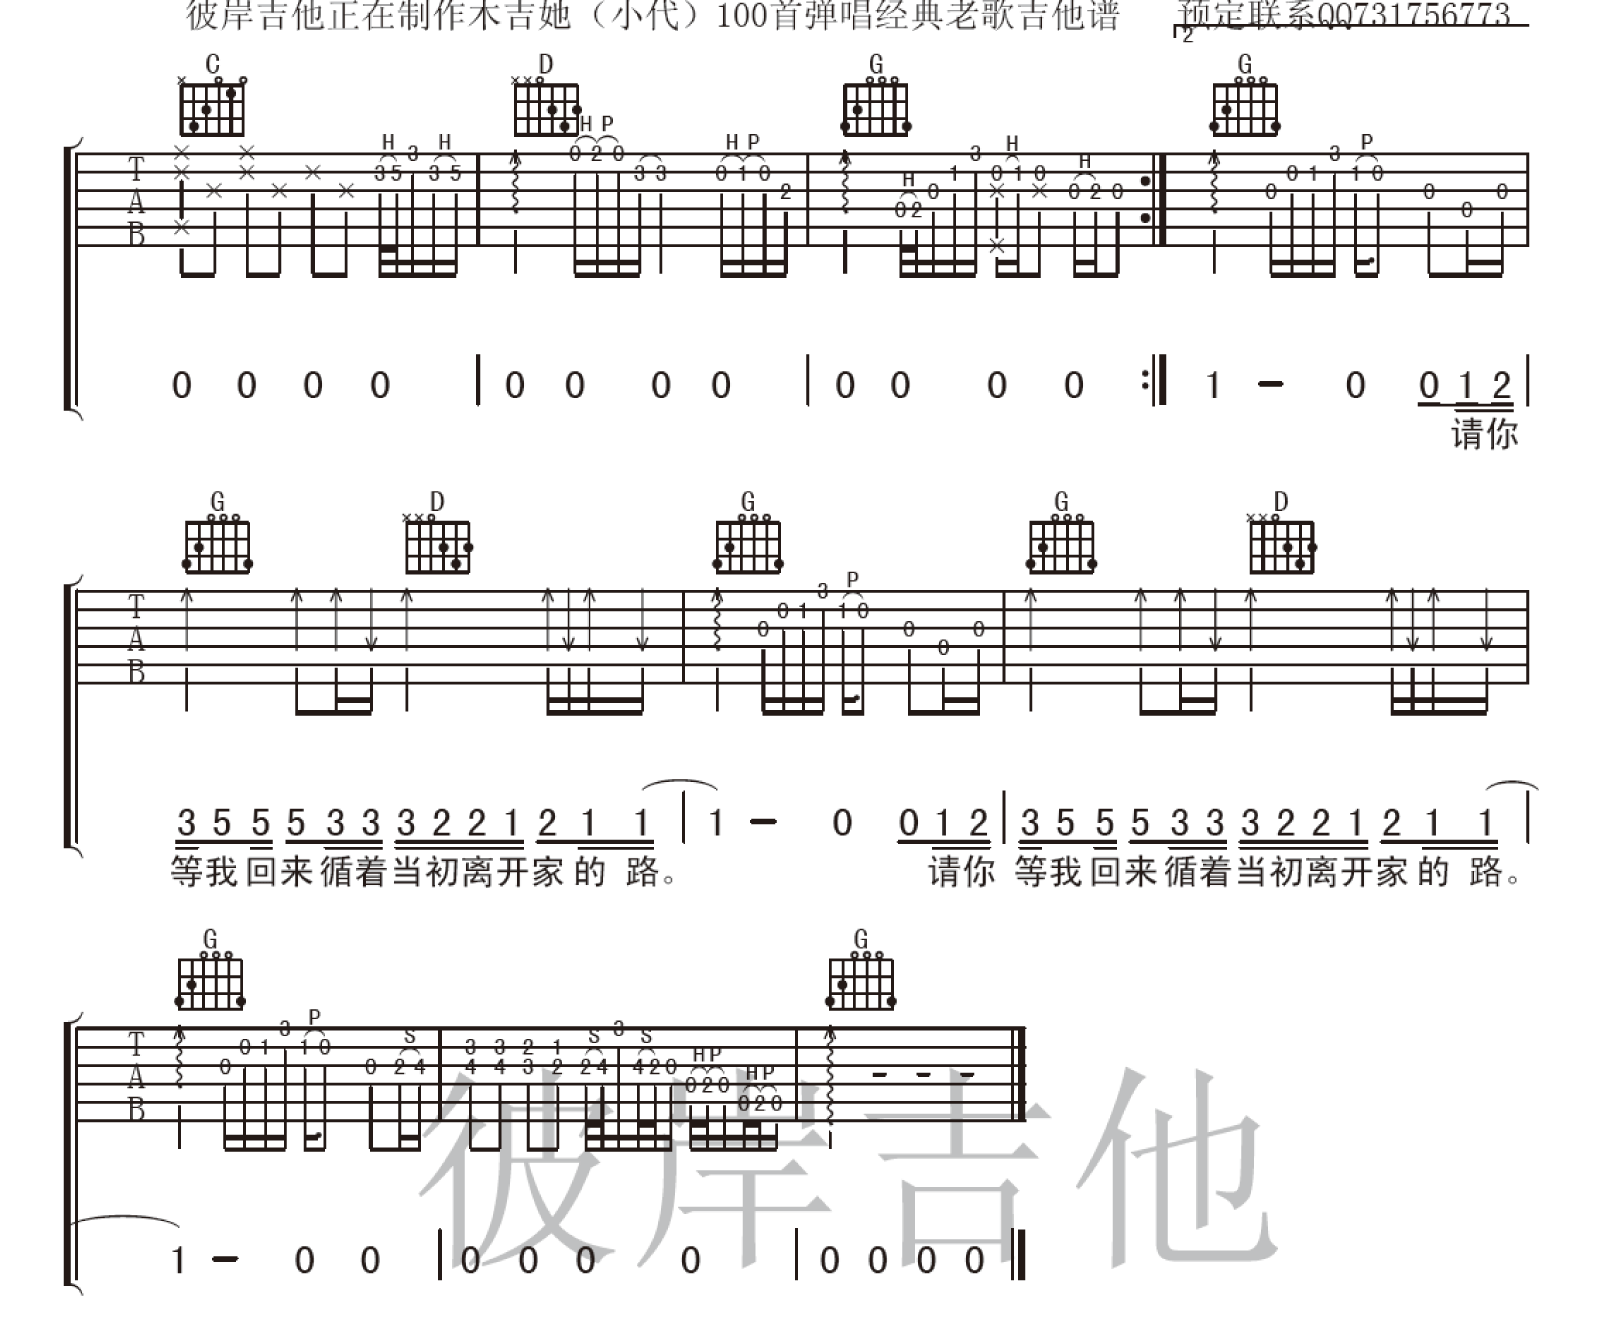 彼岸吉他正在制作木吉她（小代）100首弹唱经典老歌吉他谱 预定联系QQ731756773
2
C D G G
H H H P H P H H H P
T A B
3 5 3 3 5 0 2 0 3 3 0 1 0 2 0 2 0 1 3 0 1 0 0 2 0 0 0 1 3 1 0 0 0 0
0 0 0 0 0 0 0 0 0 0 0 0 1 - 0 0 1 2
请你
G D G G D
P
T A B
0 0 1 3 1 0 0 0 0
3 5 5 5 3 3 3 2 2 1 2 1 1 1 - 0 0 1 2 3 5 5 5 3 3 3 2 2 1 2 1 1
等我回来循着当初离开家的路。 请你 等我回来循着当初离开家的路。
G G
P S S S H P H P
T A B
0 0 1 3 1 0 0 2 4 3 4 3 4 2 3 1 2 2 4 3 4 2 0 0 2 0 0 2 0 - - -
彼岸吉他
1 - 0 0 0 0 0 0 0 0 0 0